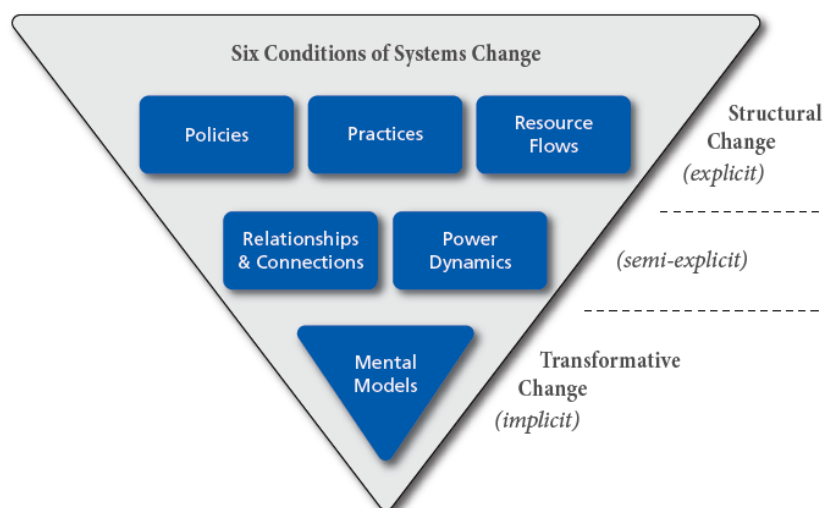 Six Conditions of Systems Change
Policies
Practices
Resource
Flows
Structural
Change
(explicit)
Relationships
& Connections
Power
Dynamics
(semi-explicit)
Mental
Models
Transformative
Change
(implicit)